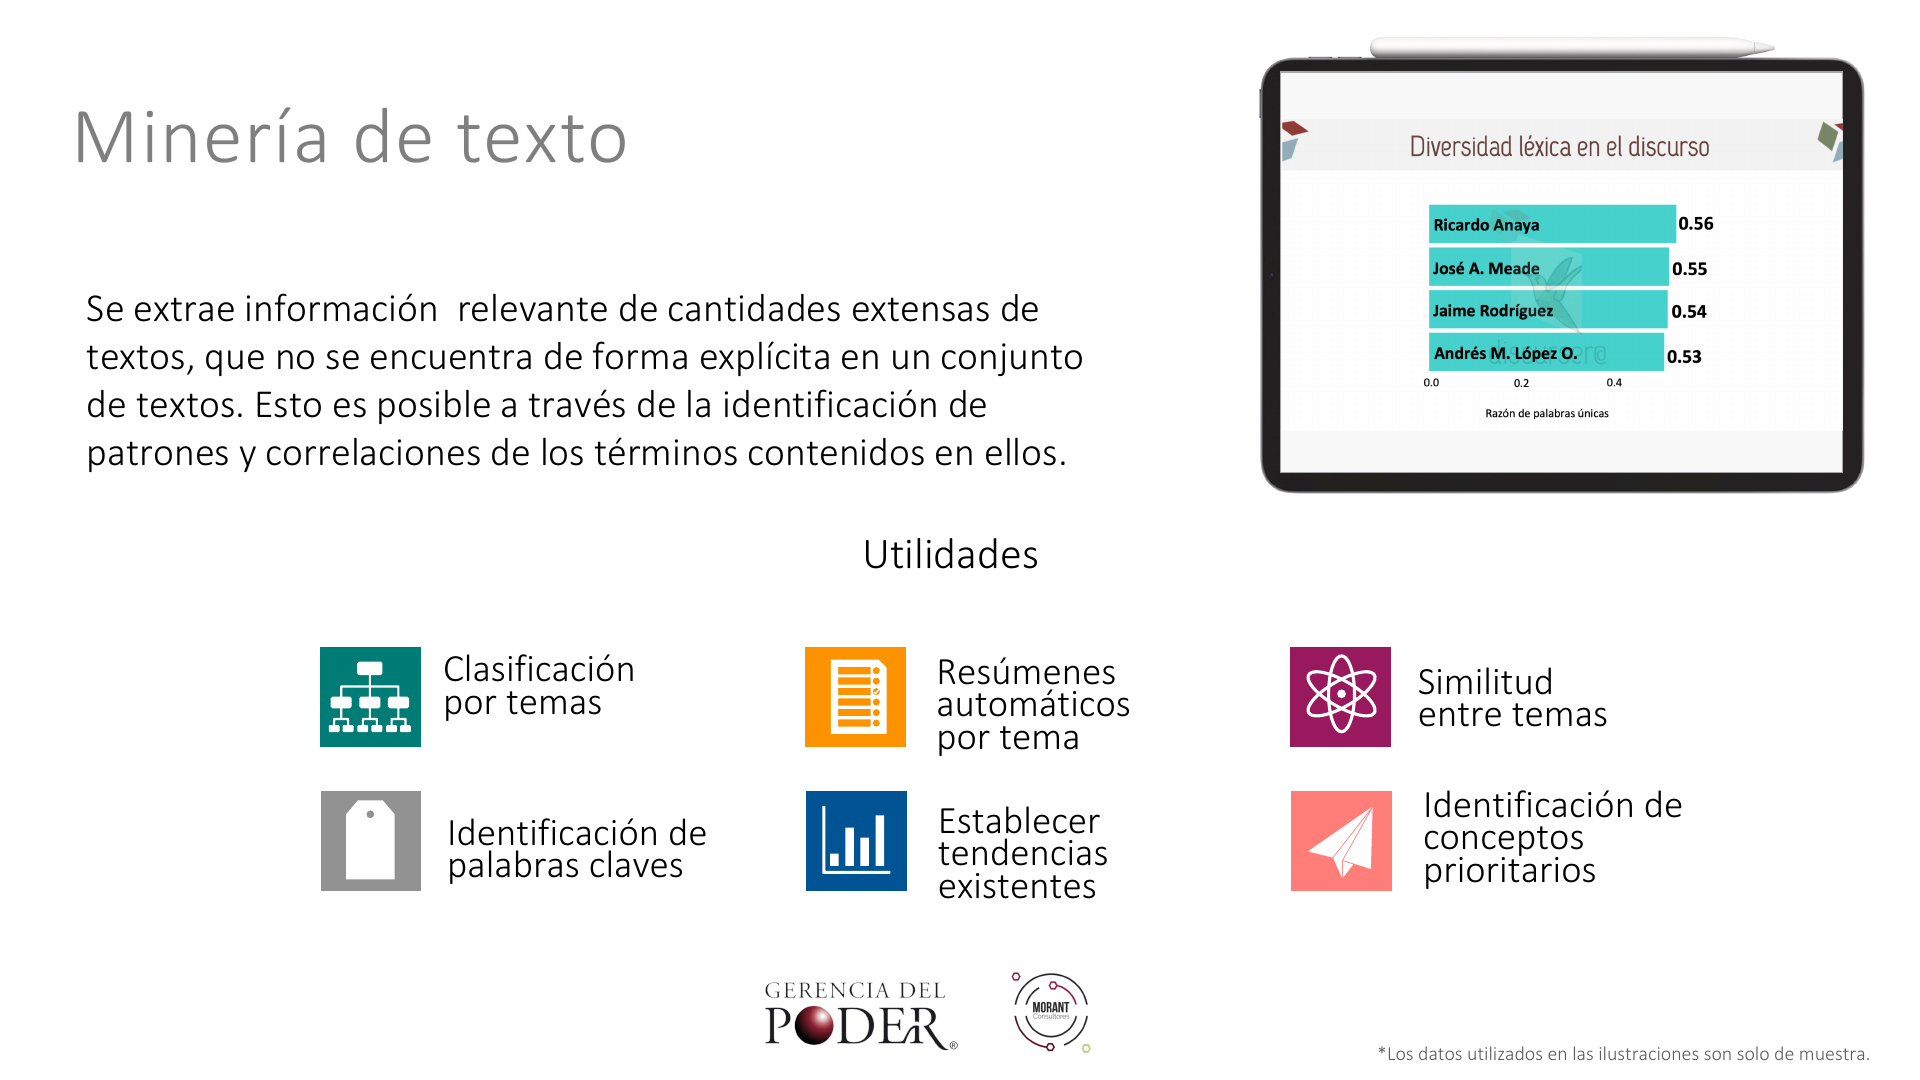 Minería de texto
Diversidad léxica en el discurso
Ricardo Anaya 0.56
José A. Meade 0.55
Jaime Rodríguez 0.54
Andrés M. López O. 0.53
0.0 0.2 0.4
Razón de palabras únicas
Se extrae información  relevante de cantidades extensas de
textos, que no se encuentra de forma explícita en un conjunto
de textos. Esto es posible a través de la identificación de
patrones y correlaciones de los términos contenidos en ellos.
Utilidades
Clasificación
por temas
Resúmenes
automáticos
por tema
Similitud
entre temas
Identificación de
palabras claves
Establecer
tendencias
existentes
Identificación de
conceptos
prioritarios
GERENCIA DEL
PODER®
MORANT
Consultores
*Los datos utilizados en las ilustraciones son solo de muestra.